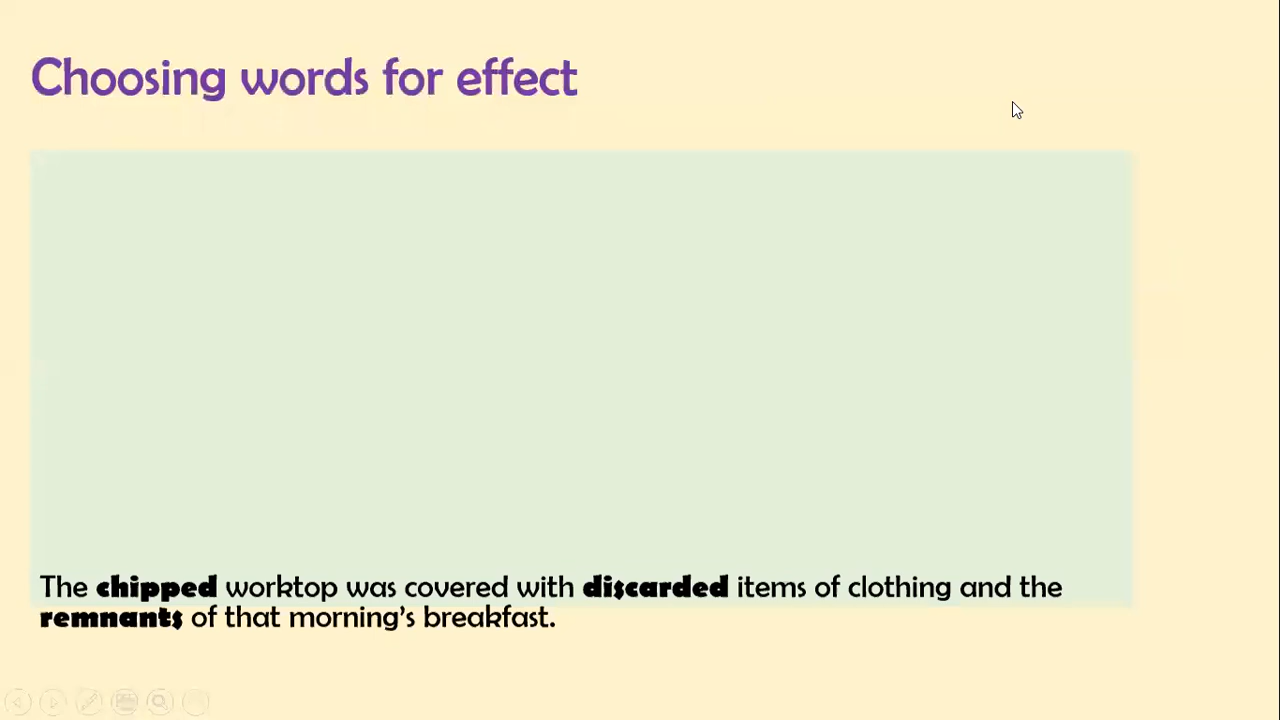 Choosing words for effect
The chipped worktop was covered with discarded items of clothing and the
remnants of that morning’s breakfast.